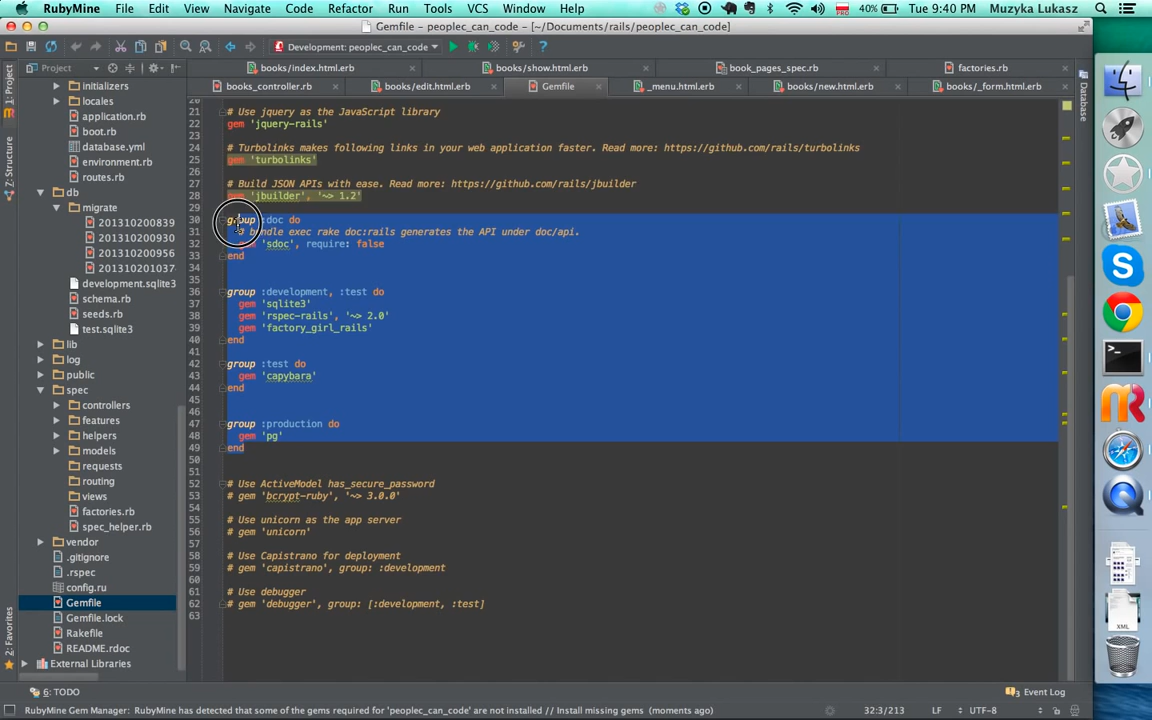 RubyMine File Edit View Navigate Code Refactor Run Tools VCS Window Help 40% Tue 9:40 PM Muzyka Lukasz
Gemfile - peoplec_can_code - [~/Documents/rails/peoplec_can_code]
Development: peoplec_can_code
Project
books/index.html.erb books/show.html.erb book_pages_spec.rb factories.rb
books_controller.rb books/edit.html.erb Gemfile _menu.html.erb books/new.html.erb books/_form.html.erb
1: Project
7: Structure
2: Favorites
Database
initializers
locales
application.rb
boot.rb
database.yml
environment.rb
routes.rb
db
migrate
201310200839
201310200930
201310200956
201310201037
development.sqlite3
schema.rb
seeds.rb
test.sqlite3
lib
log
public
spec
controllers
features
helpers
models
requests
routing
views
factories.rb
spec_helper.rb
vendor
.gitignore
.rspec
config.ru
Gemfile
Gemfile.lock
Rakefile
README.rdoc
External Libraries
20
21 # Use jquery as the JavaScript library
22 gem 'jquery-rails'
23
24 # Turbolinks makes following links in your web application faster. Read more: https://github.com/rails/turbolinks
25 gem 'turbolinks'
26
27 # Build JSON APIs with ease. Read more: https://github.com/rails/jbuilder
28 gem 'jbuilder', '~> 1.2'
29
30 group :doc do
31 # bundle exec rake doc:rails generates the API under doc/api.
32 gem 'sdoc', require: false
33 end
34
35
36 group :development, :test do
37 gem 'sqlite3'
38 gem 'rspec-rails', '~> 2.0'
39 gem 'factory_girl_rails'
40 end
41
42 group :test do
43 gem 'capybara'
44 end
45
46
47 group :production do
48 gem 'pg'
49 end
50
51
52 # Use ActiveModel has_secure_password
53 # gem 'bcrypt-ruby', '~> 3.0.0'
54
55 # Use unicorn as the app server
56 # gem 'unicorn'
57
58 # Use Capistrano for deployment
59 # gem 'capistrano', group: :development
60
61 # Use debugger
62 # gem 'debugger', group: [:development, :test]
63
XML
6: TODO
3 Event Log
RubyMine Gem Manager: RubyMine has detected that some of the gems required for 'peoplec_can_code' are not installed // Install missing gems (moments ago) 32:3/213 LF UTF-8